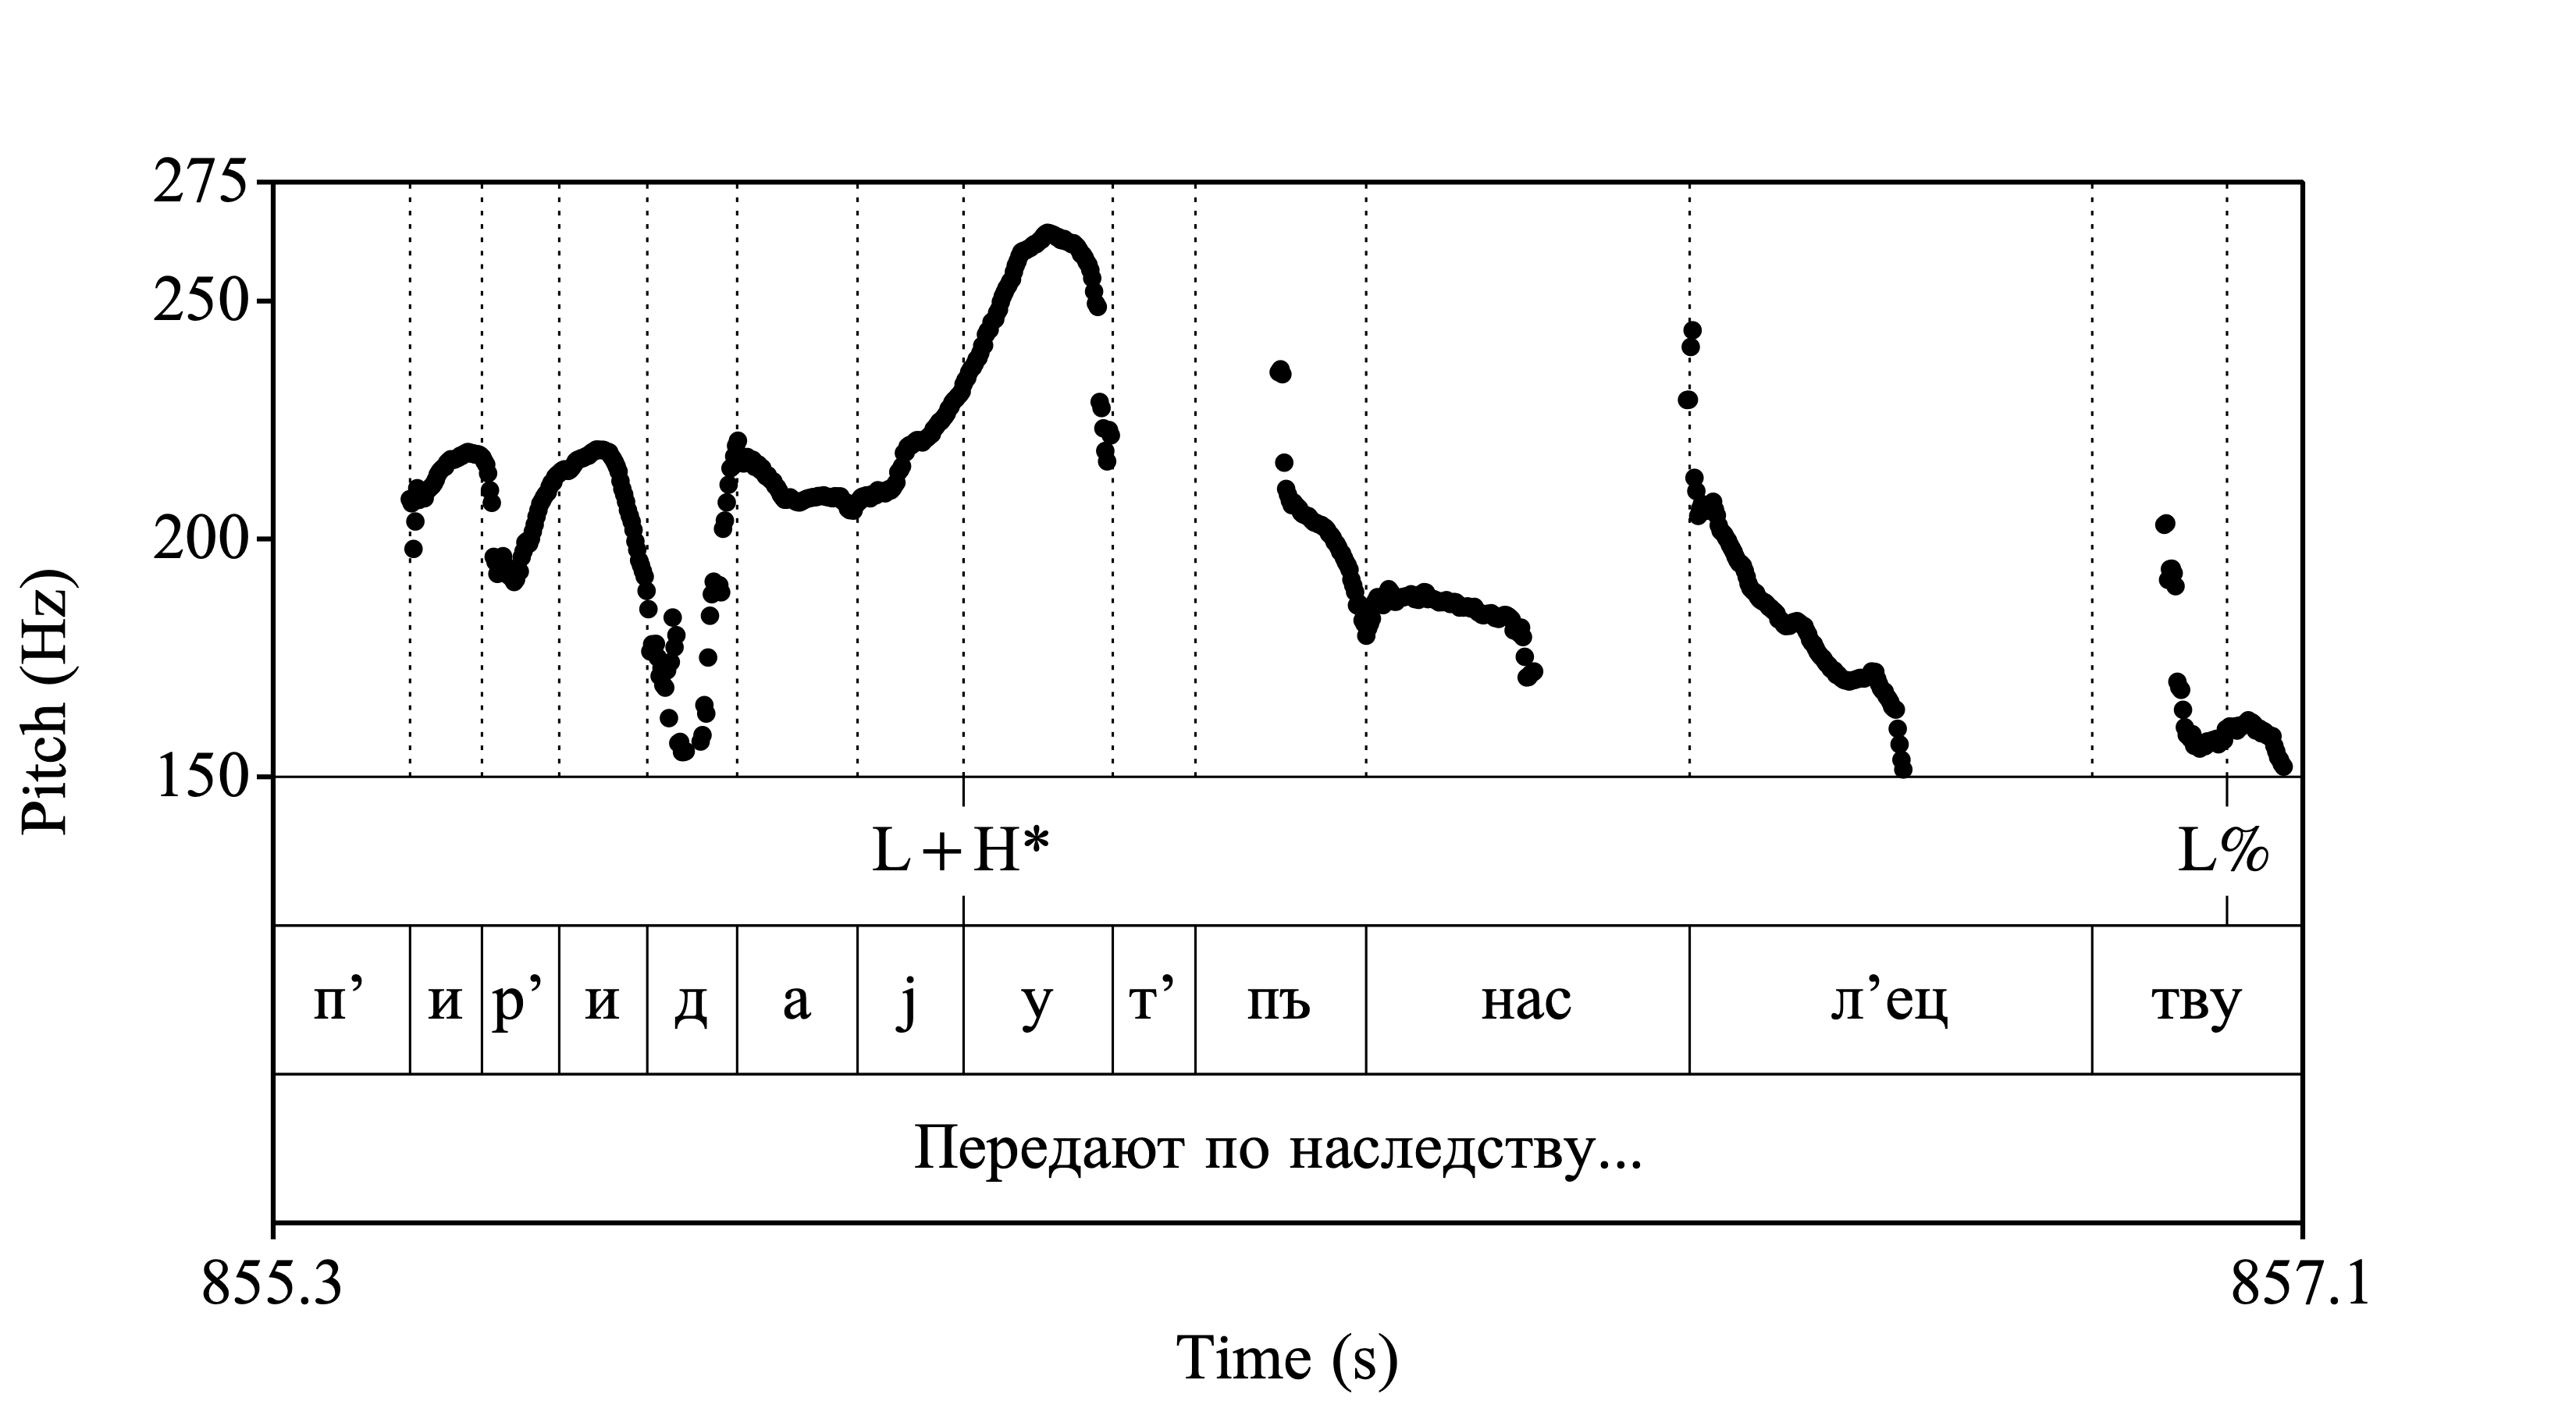 275
250
200
150
Pitch (Hz)
L+H* L%
п’ и р’ и д а j у т’ пъ нас л’ец тву
Передают по наследству...
855.3 857.1
Time (s)